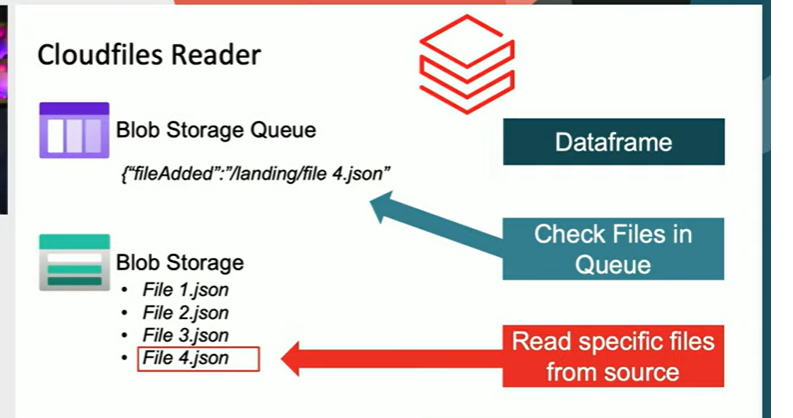 Cloudfiles Reader
Blob Storage Queue
{“fileAdded”:”/landing/file 4.json”
Blob Storage
• File 1.json
• File 2.json
• File 3.json
• File 4.json
Dataframe
Check Files in
Queue
Read specific files
from source